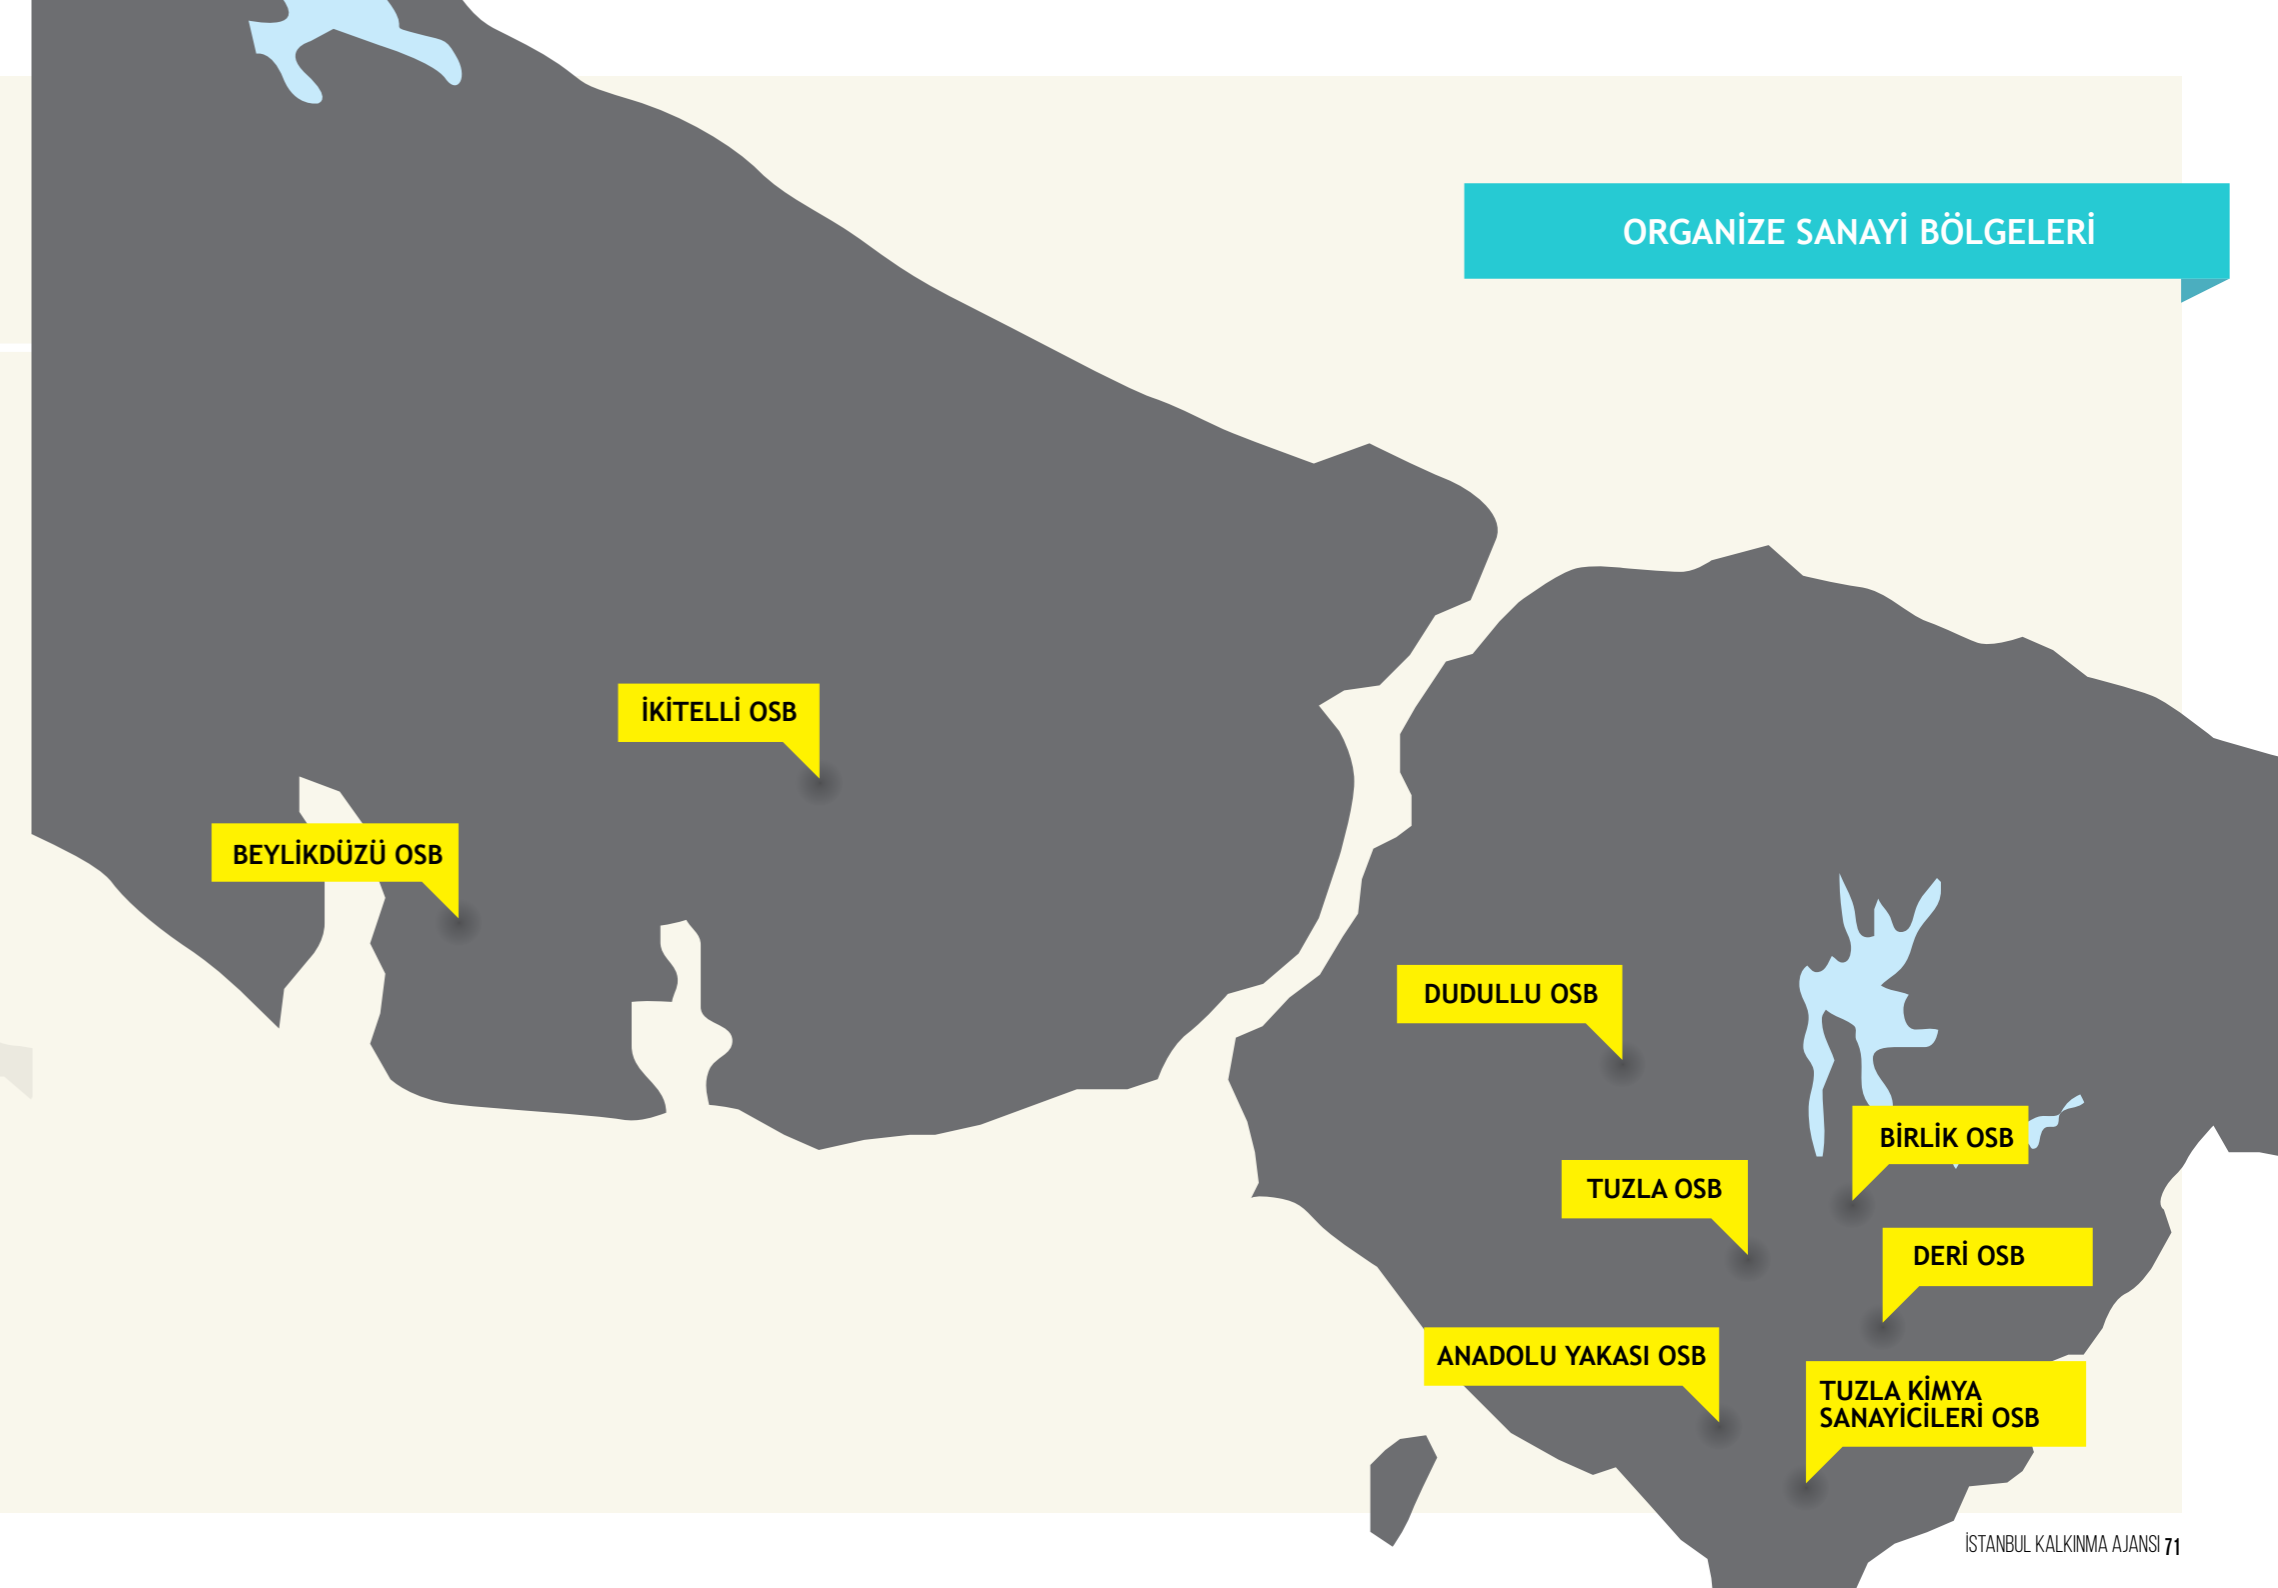 ORGANİZE SANAYİ BÖLGELERİ
İKİTELLİ OSB
BEYLİKDÜZÜ OSB
DUDULLU OSB
BİRLİK OSB
TUZLA OSB
DERİ OSB
ANADOLU YAKASI OSB
TUZLA KİMYA
SANAYİCİLERİ OSB
İSTANBUL KALKINMA AJANSI 71